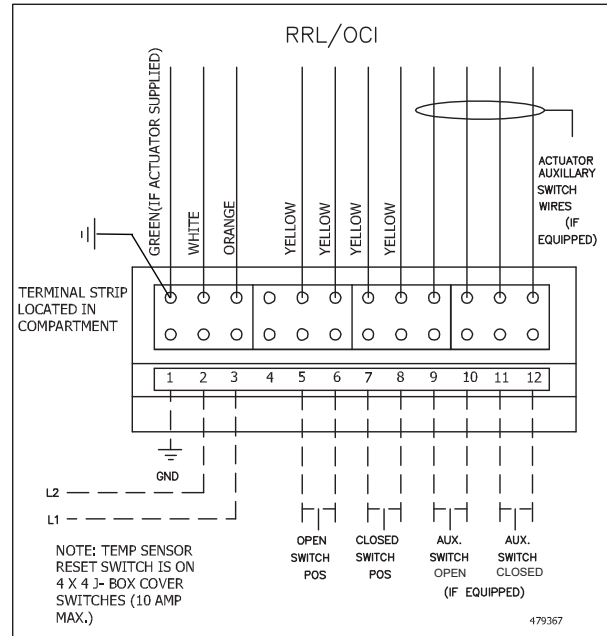 RRL/OCI
GREEN(IF ACTUATOR SUPPLIED)
WHITE
ORANGE
YELLOW
YELLOW
YELLOW
YELLOW
ACTUATOR
AUXILLARY
SWITCH
WIRES
(IF
EQUIPPED)
TERMINAL STRIP
LOCATED IN
COMPARTMENT
1 2 3 4 5 6 7 8 9 10 11 12
GND
L2
L1
OPEN
SWITCH
POS
CLOSED
SWITCH
POS
AUX.
SWITCH
OPEN
AUX.
SWITCH
CLOSED
(IF EQUIPPED)
NOTE: TEMP SENSOR
RESET SWITCH IS ON
4 X 4 J- BOX COVER
SWITCHES (10 AMP
MAX.)
479367